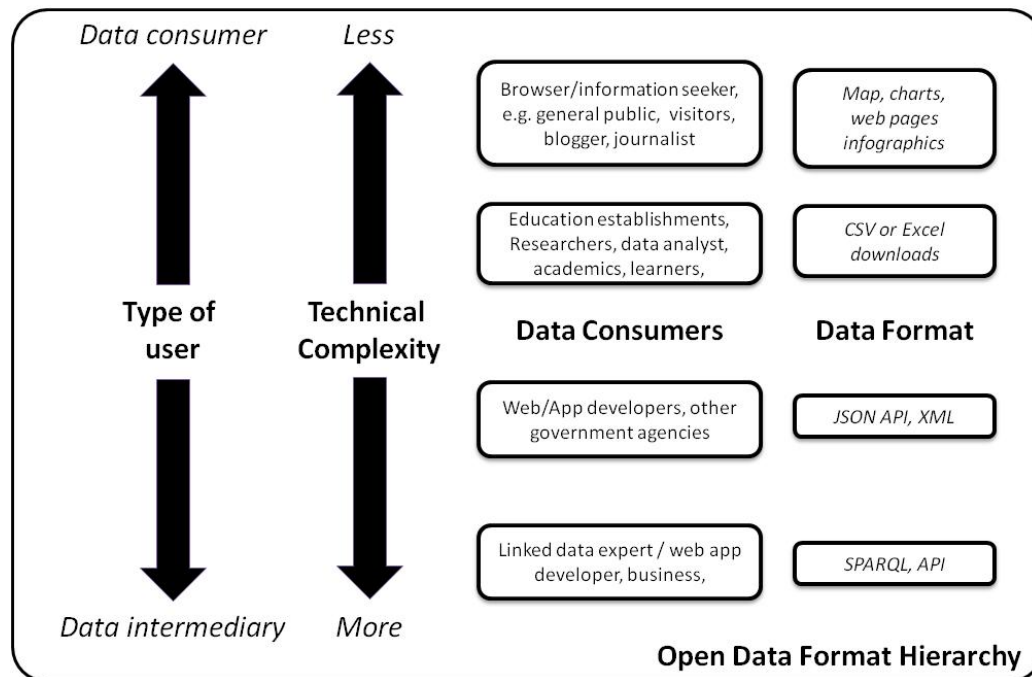 Data consumer
Less
Browser/information seeker,
e.g. general public, visitors,
blogger, journalist
Map, charts,
web pages
infographics
Education establishments,
Researchers, data analyst,
academics, learners,
CSV or Excel
downloads
Type of
user
Technical
Complexity
Data Consumers
Data Format
Web/App developers, other
government agencies
JSON API, XML
Linked data expert / web app
developer, business,
SPARQL, API
Data intermediary
More
Open Data Format Hierarchy